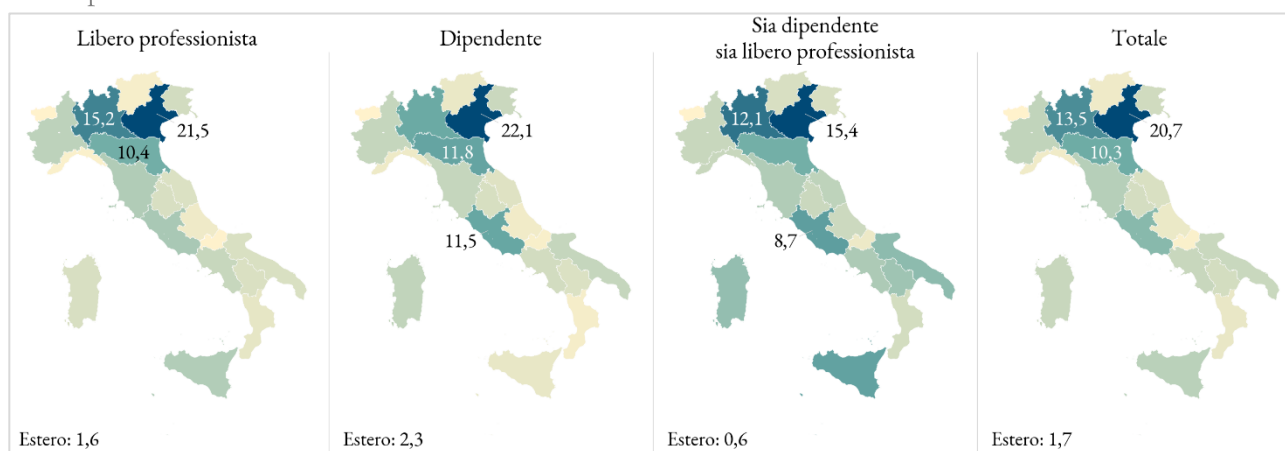 Libero professionista
15,2
21,5
10,4
Estero: 1,6
Dipendente
22,1
11,8
11,5
Estero: 2,3
Sia dipendente
sia libero professionista
12,1
15,4
8,7
Estero: 0,6
Totale
13,5
20,7
10,3
Estero: 1,7